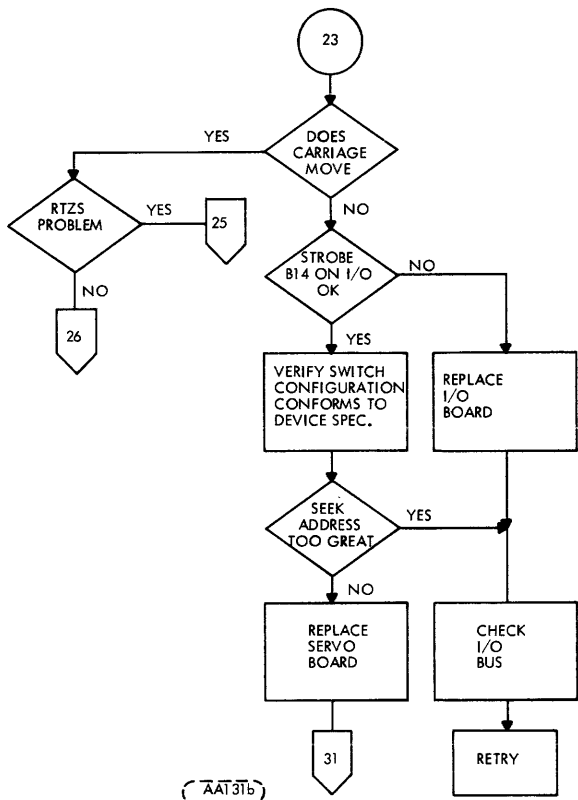 23
DOES
CARRIAGE
MOVE
YES
NO
RTZS
PROBLEM
YES
25
NO
26
STROBE
B14 ON I/O
OK
NO
YES
VERIFY SWITCH
CONFIGURATION
CONFORMS TO
DEVICE SPEC.
REPLACE
I/O
BOARD
SEEK
ADDRESS
TOO GREAT
YES
NO
REPLACE
SERVO
BOARD
CHECK
I/O
BUS
31
RETRY
AA131b